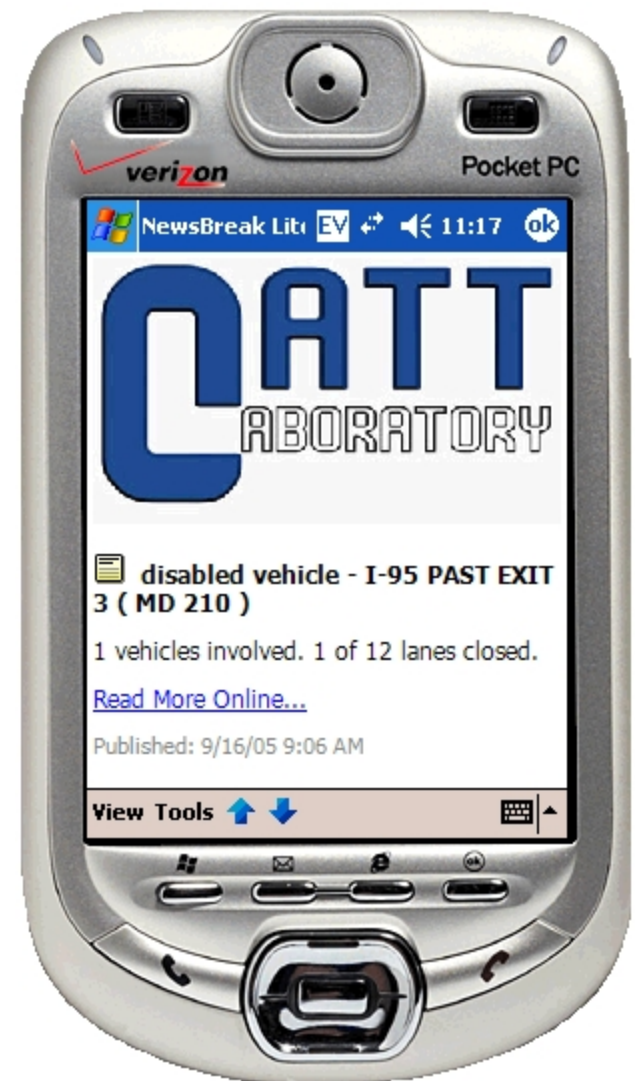 verizon
Pocket PC
NewsBreak Lite EV 11:17 ok
CATT
LABORATORY
disabled vehicle - I-95 PAST EXIT
3 ( MD 210 )
1 vehicles involved. 1 of 12 lanes closed.
Read More Online...
Published: 9/16/05 9:06 AM
View Tools
ok